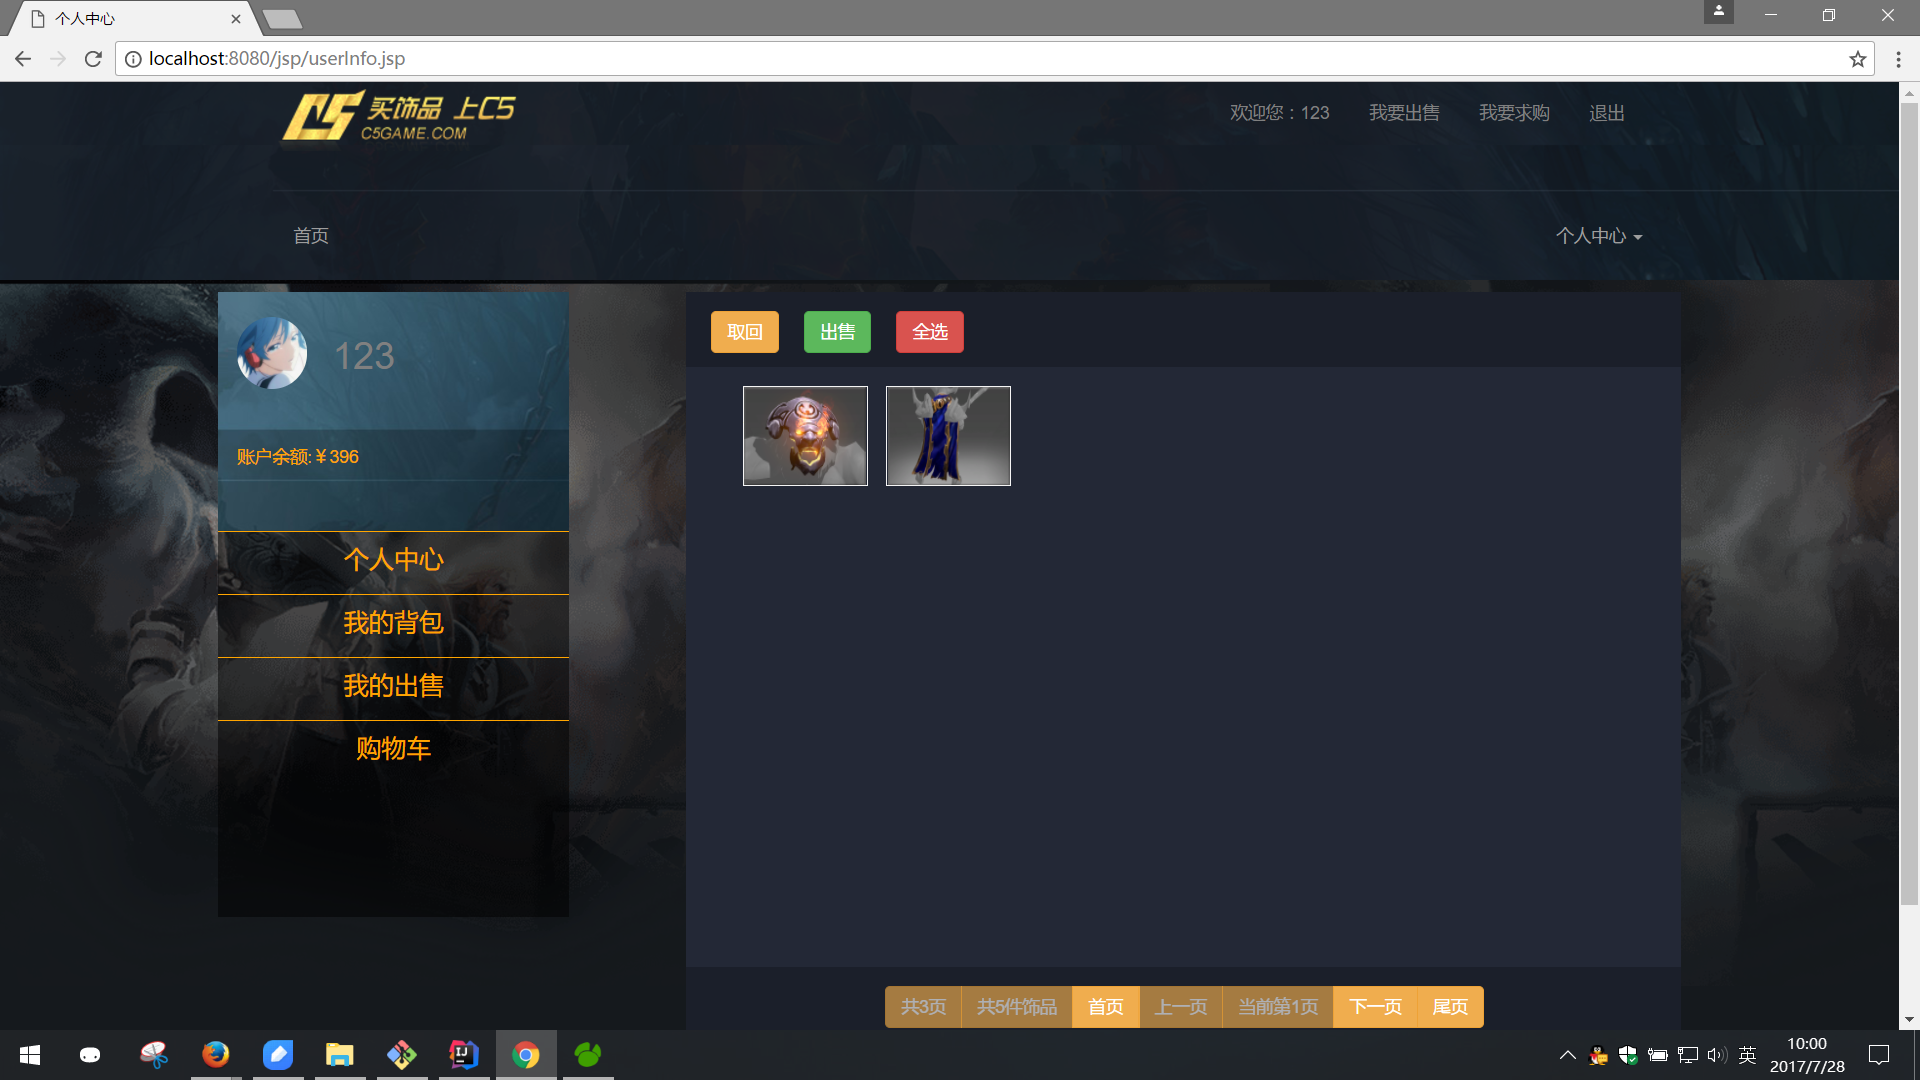 个人中心
localhost:8080/jsp/userInfo.jsp
买饰品 上C5
C5GAME.COM
欢迎您：123 我要出售 我要求购 退出
首页 个人中心
123
账户余额:￥396
个人中心
我的背包
我的出售
购物车
取回 出售 全选
共3页 共5件饰品 首页 上一页 当前第1页 下一页 尾页
英
10:00
2017/7/28